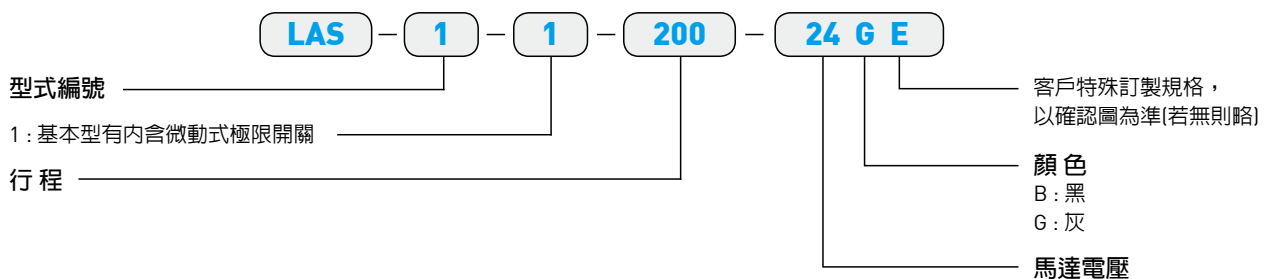 LAS - 1 - 1 - 200 - 24 G E
型式編號
1 : 基本型有內含微動式極限開關
行 程
客戶特殊訂製規格，
以確認圖為準(若無則略)
顏 色
B : 黑
G : 灰
馬達電壓